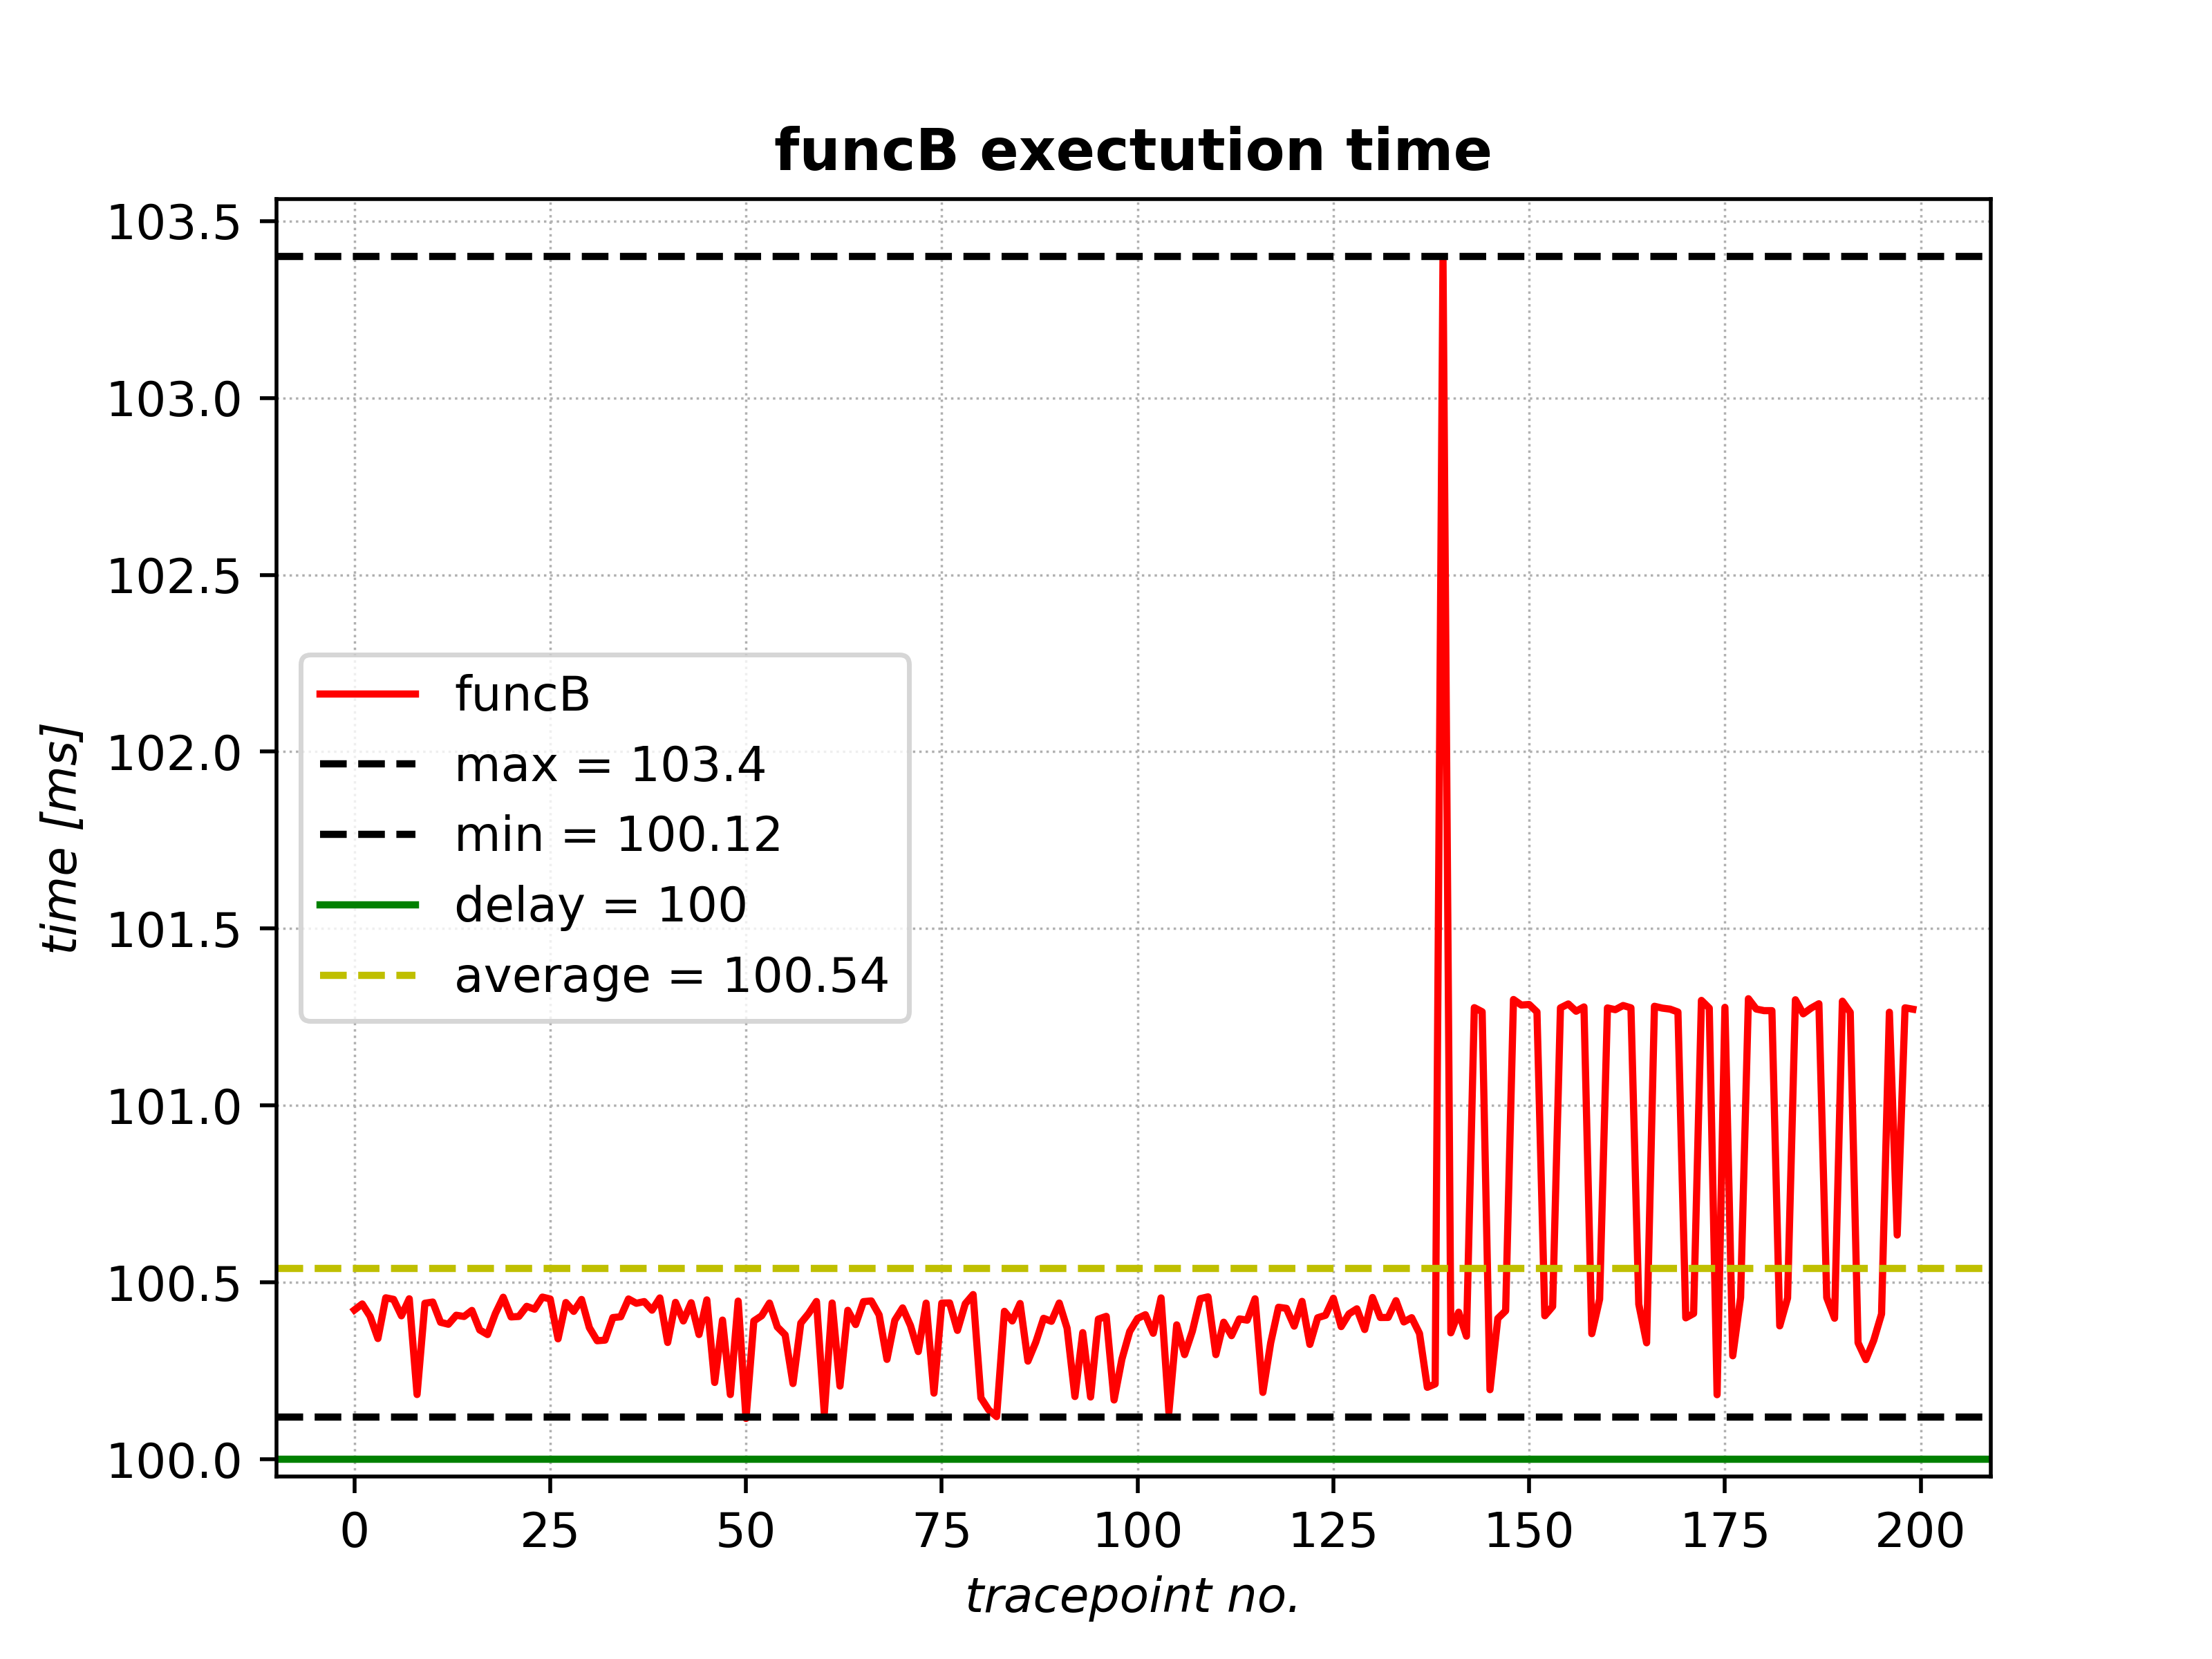 funcB exectution time
103.5
103.0
102.5
102.0
101.5
101.0
100.5
100.0
time [ms]
funcB
max = 103.4
min = 100.12
delay = 100
average = 100.54
0 25 50 75 100 125 150 175 200
tracepoint no.